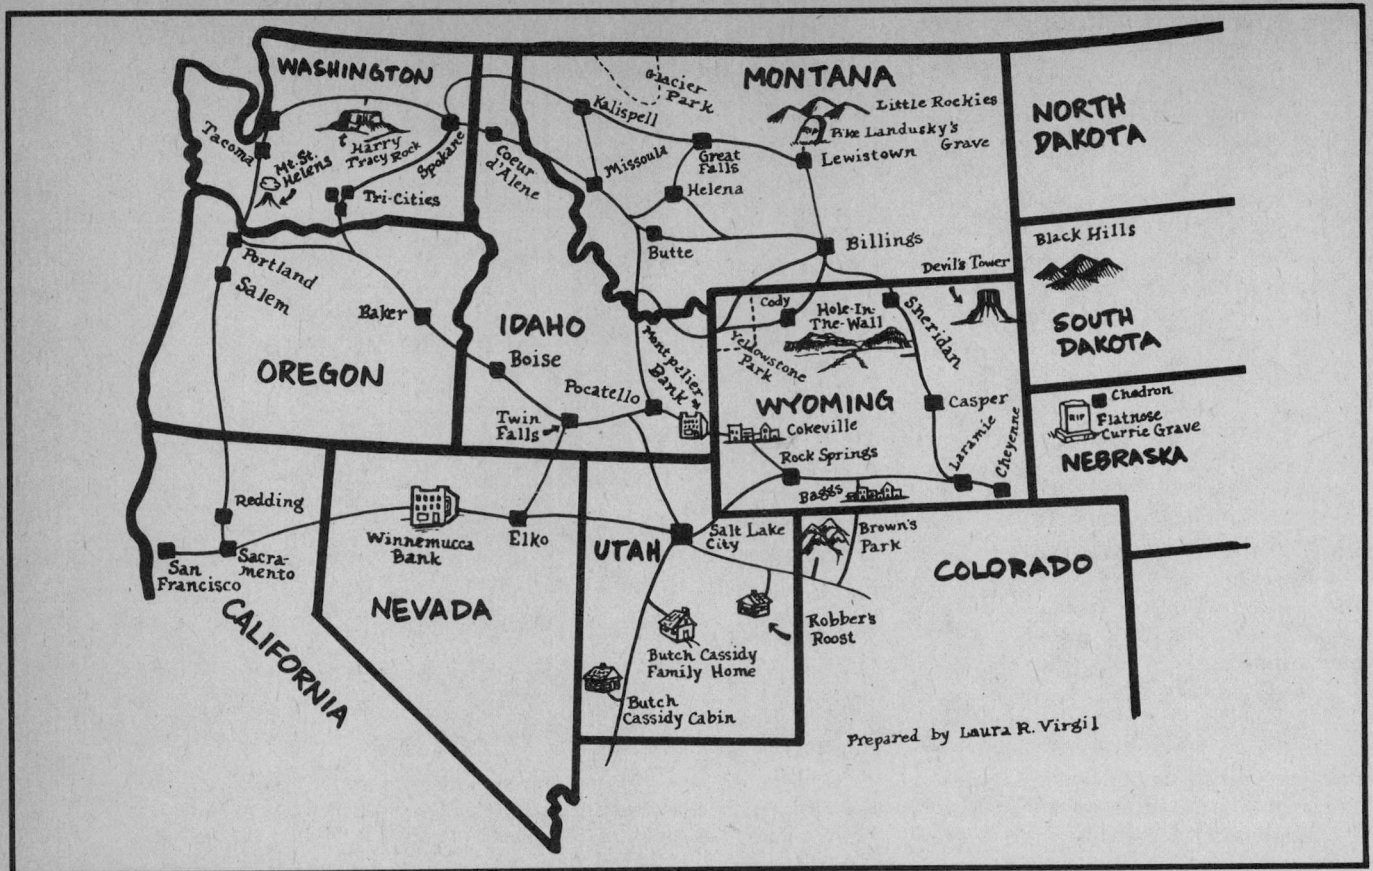 WASHINGTON
Tacoma
Mt. St.
Helens
Harry
Tracy Rock
Spokane
Tri-Cities
Coeur
d'Alene
Glacier
Park
MONTANA
Kalispell
Missoula
Great
Falls
Helena
Butte
Little Rockies
Pike Landusky's
Grave
Lewistown
Billings
NORTH
DAKOTA
Black Hills
SOUTH
DAKOTA
Devil's Tower
Portland
Salem
Baker
OREGON
IDAHO
Boise
Pocatello
Twin
Falls
Montpelier
Bank
Cody
Yellowstone
Park
Hole-In-
The-Wall
Sheridan
WYOMING
Casper
Cokeville
Rock Springs
Baggs
Laramie
Cheyenne
Chadron
RIP
Flatnose
Currie Grave
NEBRASKA
Redding
San
Francisco
Sacra-
mento
CALIFORNIA
Winnemucca
Bank
Elko
NEVADA
UTAH
Salt Lake
City
Brown's
Park
COLORADO
Robber's
Roost
Butch Cassidy
Family Home
Butch
Cassidy Cabin
Prepared by Laura R. Virgil